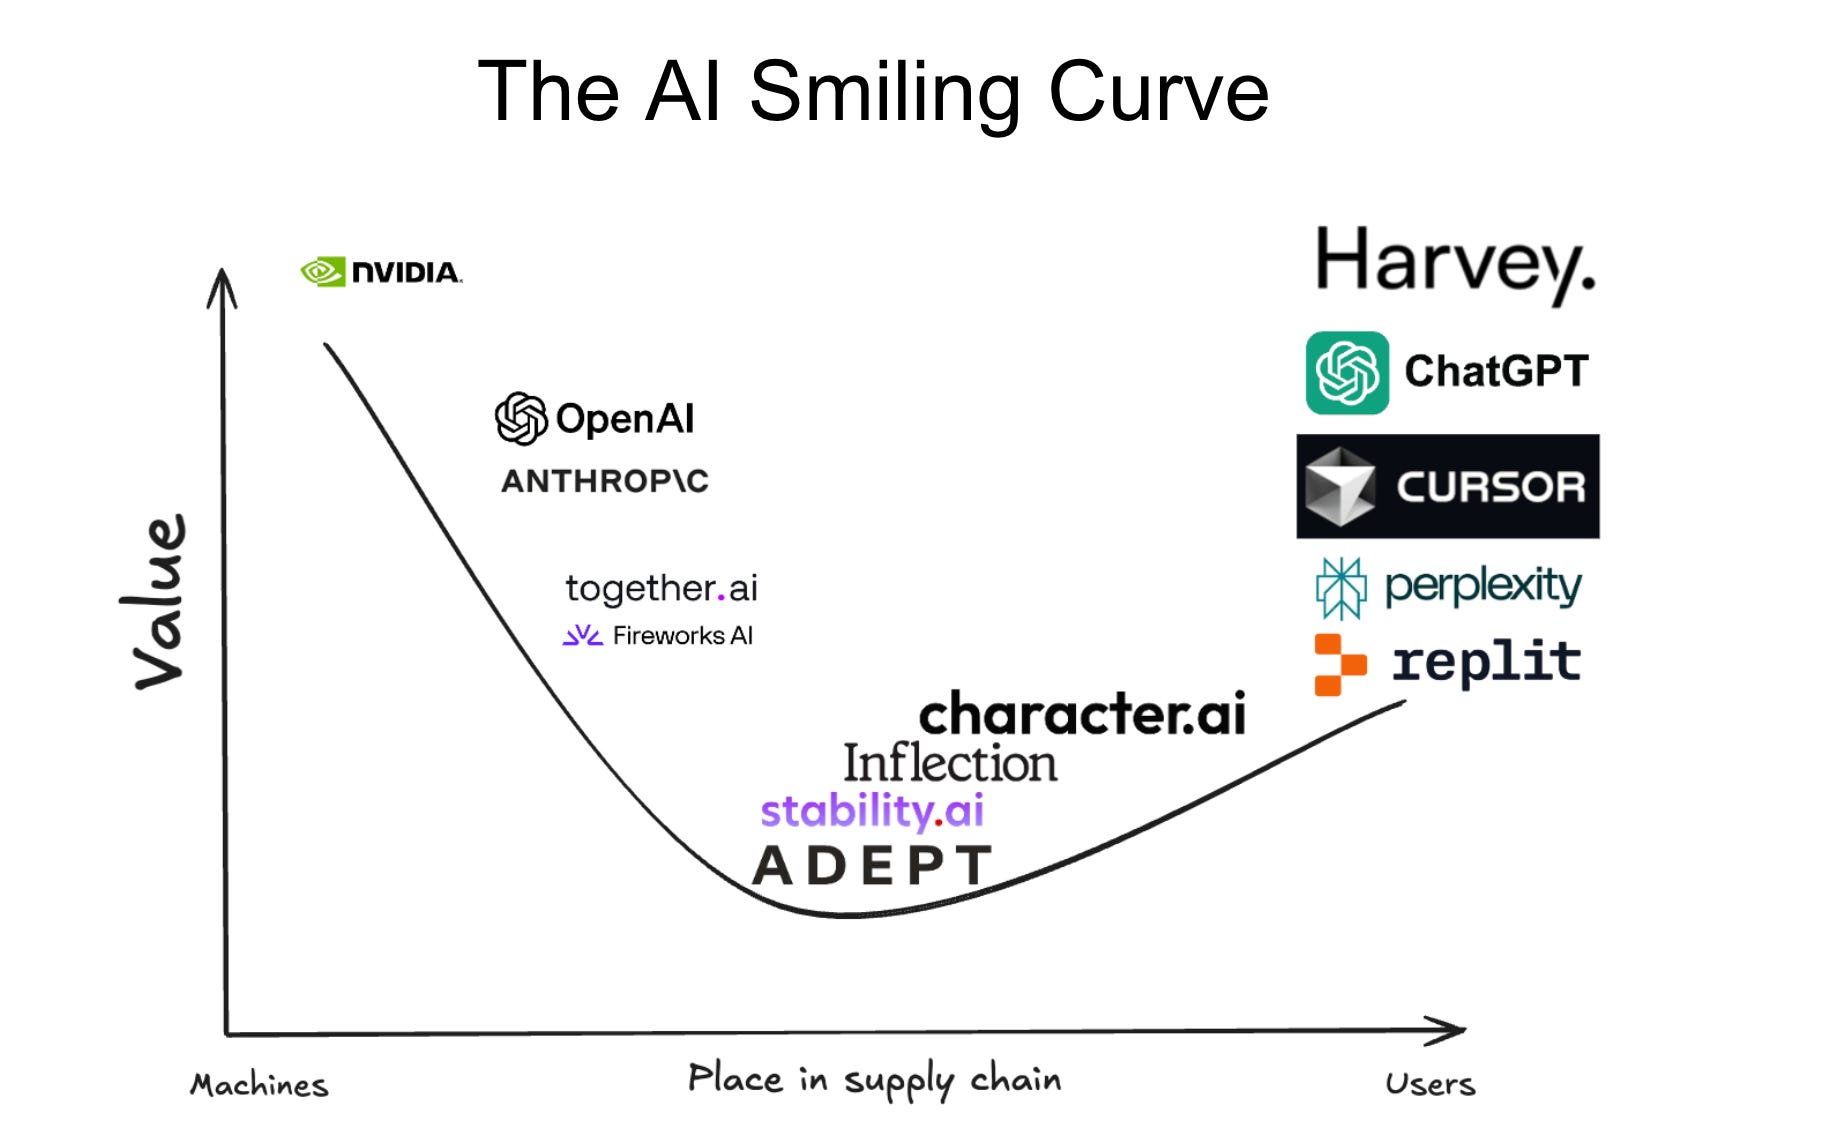 The AI Smiling Curve
NVIDIA.
Harvey.
OpenAI
ChatGPT
ANTHROP\C
CURSOR
together.ai
perplexity
Fireworks AI
replit
character.ai
Inflection
stability.ai
ADEPT
Value
Machines
Place in supply chain
Users